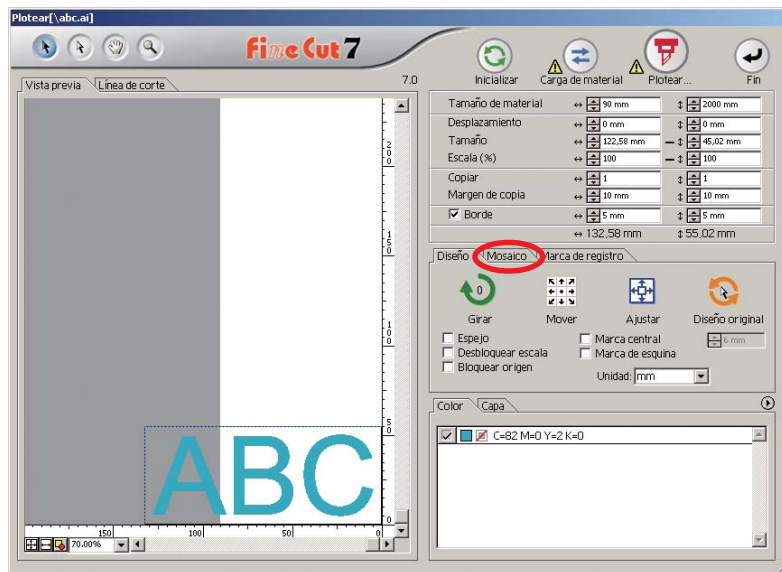 Plotear[\abc.ai]
Fine Cut 7
Inicializar
Carga de material
Plotear...
Fin
Vista previa
Línea de corte
7.0
Tamaño de material 90 mm 2000 mm
Desplazamiento 0 mm 0 mm
Tamaño 122,58 mm 45,02 mm
Escala (%) 100 100
Copiar 1 1
Margen de copia 10 mm 10 mm
Borde 5 mm 5 mm
132,58 mm 55,02 mm
Diseño Mosaico Marca de registro
0
Girar Mover Ajustar Diseño original
Espejo Marca central 6 mm
Desbloquear escala Marca de esquina
Bloquear origen
Unidad: mm
Color Capa
C=82 M=0 Y=2 K=0
200
150
100
50
0
ABC
150 100 50 0
70.00%